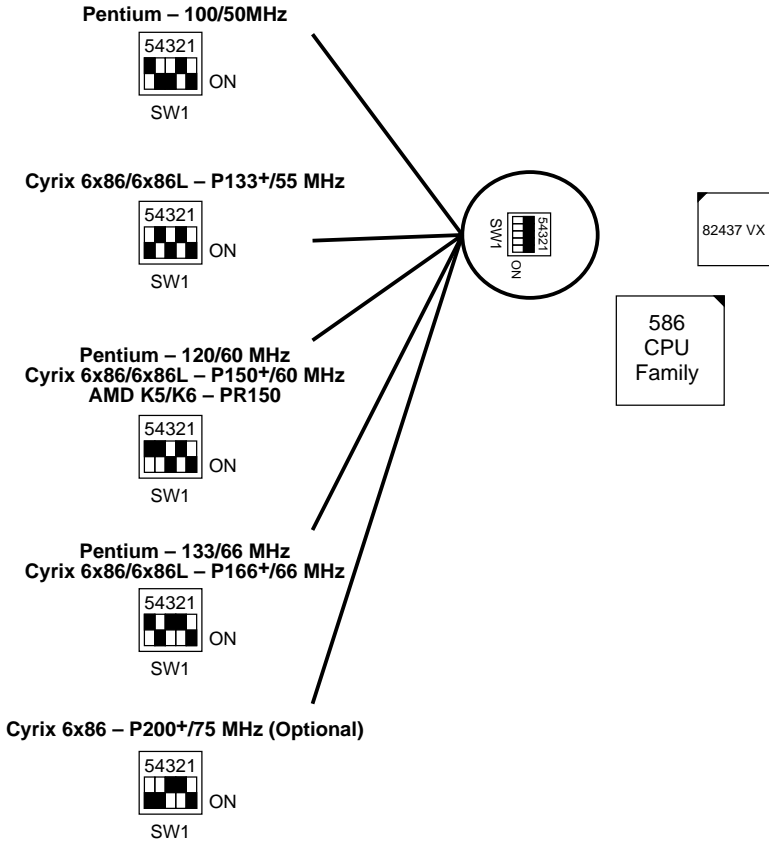 Pentium – 100/50MHz
54321
ON
SW1
Cyrix 6x86/6x86L – P133+/55 MHz
54321
ON
SW1
Pentium – 120/60 MHz
Cyrix 6x86/6x86L – P150+/60 MHz
AMD K5/K6 – PR150
54321
ON
SW1
Pentium – 133/66 MHz
Cyrix 6x86/6x86L – P166+/66 MHz
54321
ON
SW1
Cyrix 6x86 – P200+/75 MHz (Optional)
54321
ON
SW1
54321
ON
SW1
82437 VX
586
CPU
Family